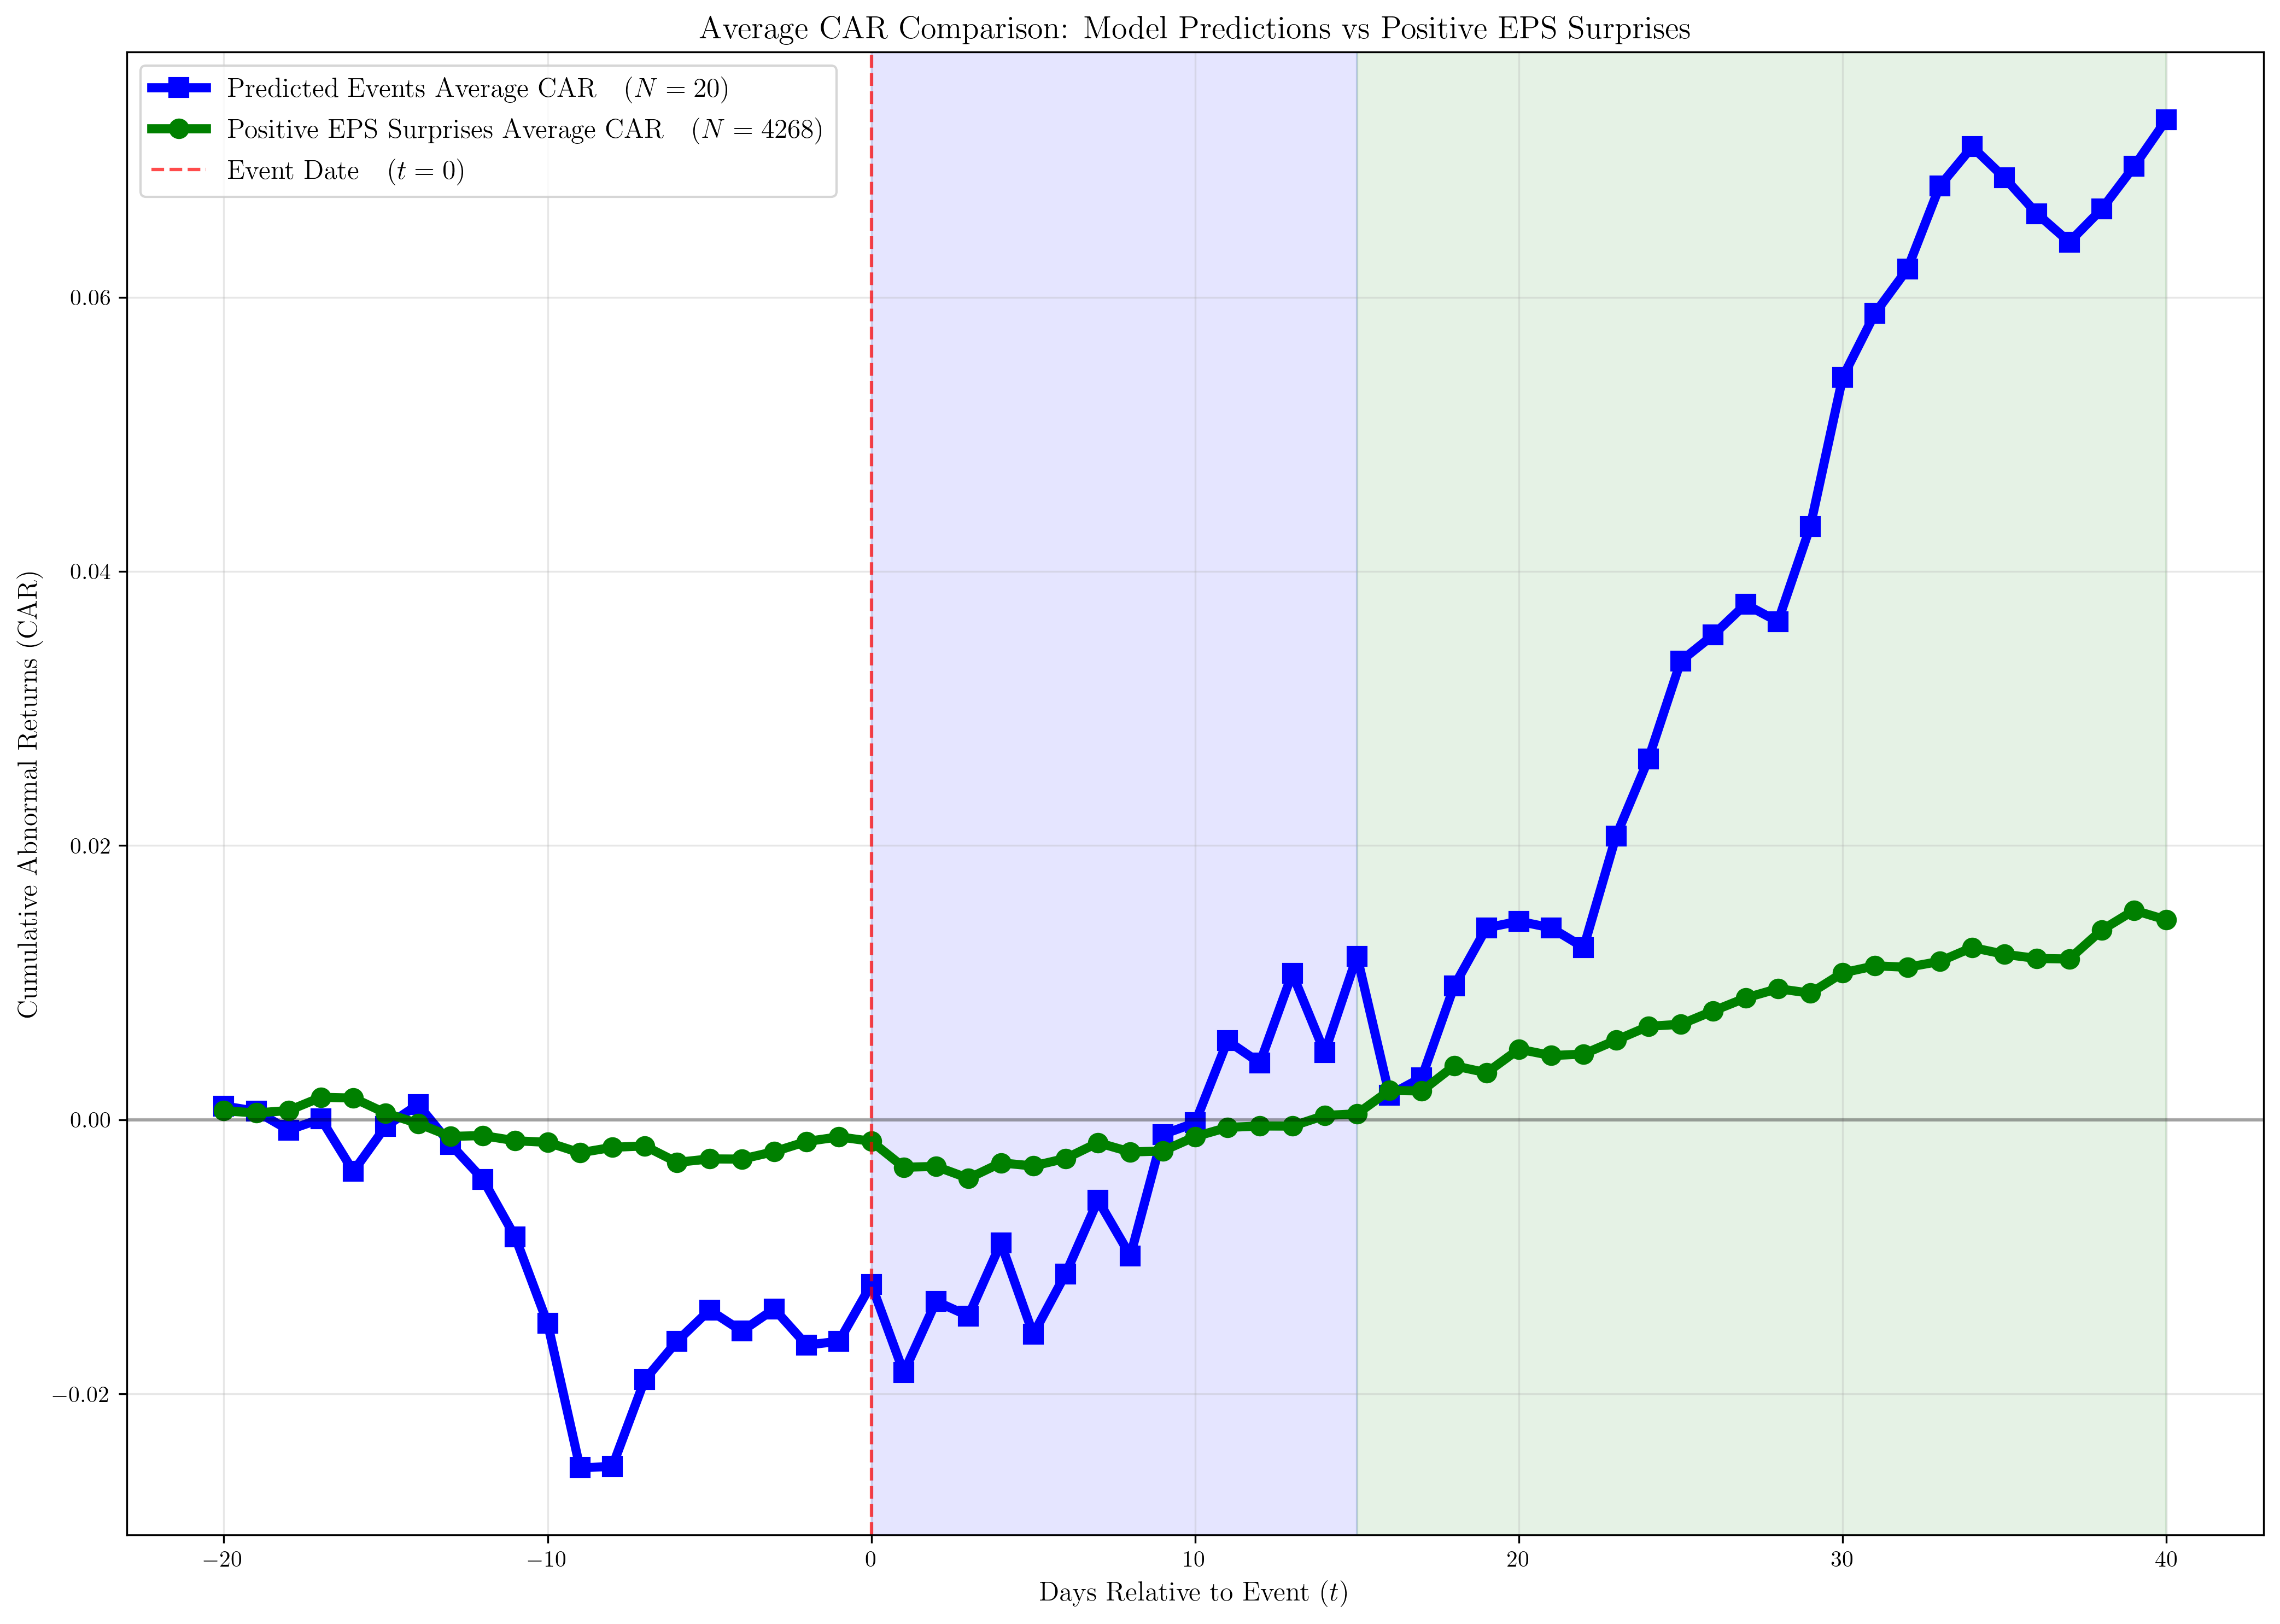 Average CAR Comparison: Model Predictions vs Positive EPS Surprises
Predicted Events Average CAR (N = 20)
Positive EPS Surprises Average CAR (N = 4268)
Event Date (t = 0)
Cumulative Abnormal Returns (CAR)
0.06
0.04
0.02
0.00
−0.02
−20
−10
0
10
20
30
40
Days Relative to Event (t)